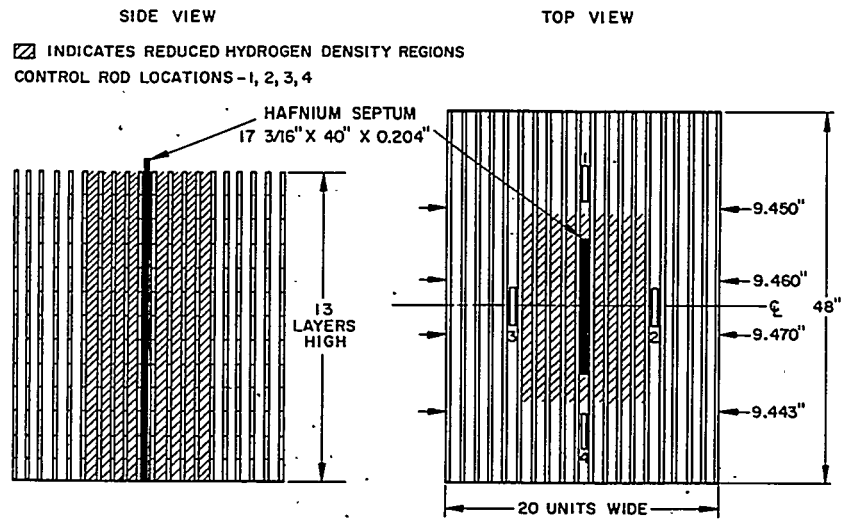 SIDE VIEW
TOP VIEW
INDICATES REDUCED HYDROGEN DENSITY REGIONS
CONTROL ROD LOCATIONS - 1, 2, 3, 4
HAFNIUM SEPTUM
17 3/16" X 40" X 0.204"
1
9.450"
9.460"
13
LAYERS
HIGH
℄
48"
3
2
9.470"
9.443"
4
20 UNITS WIDE